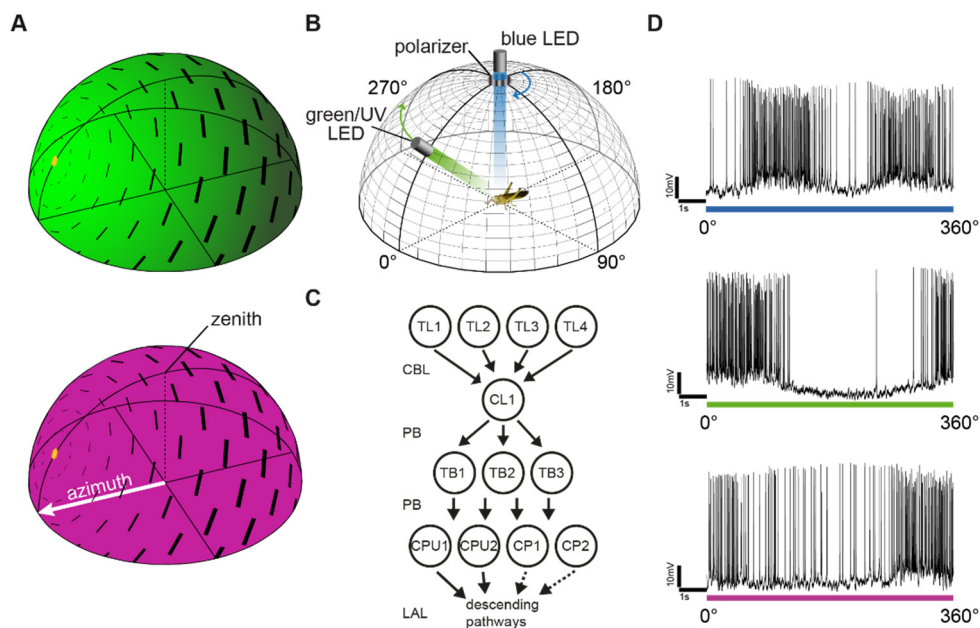 A
zenith
azimuth
B
blue LED
polarizer
270°
180°
green/UV
LED
0°
90°
C
TL1 TL2 TL3 TL4
CBL
CL1
PB
TB1 TB2 TB3
PB
CPU1 CPU2 CP1 CP2
LAL
descending
pathways
D
10mV
1s
0° 360°
10mV
1s
0° 360°
10mV
1s
0° 360°